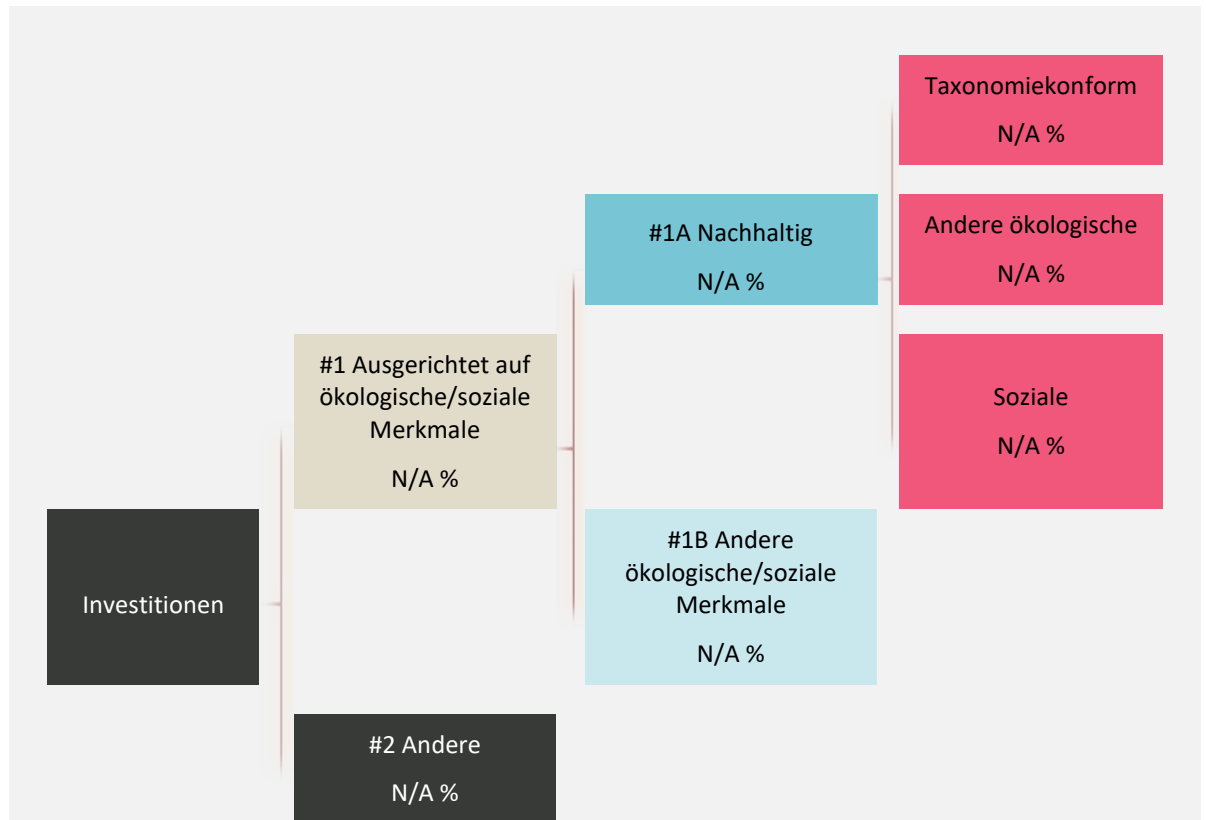 Taxonomiekonform
N/A %
#1A Nachhaltig
N/A %
Andere ökologische
N/A %
#1 Ausgerichtet auf
ökologische/soziale
Merkmale
N/A %
Soziale
N/A %
Investitionen
#1B Andere
ökologische/soziale
Merkmale
N/A %
#2 Andere
N/A %